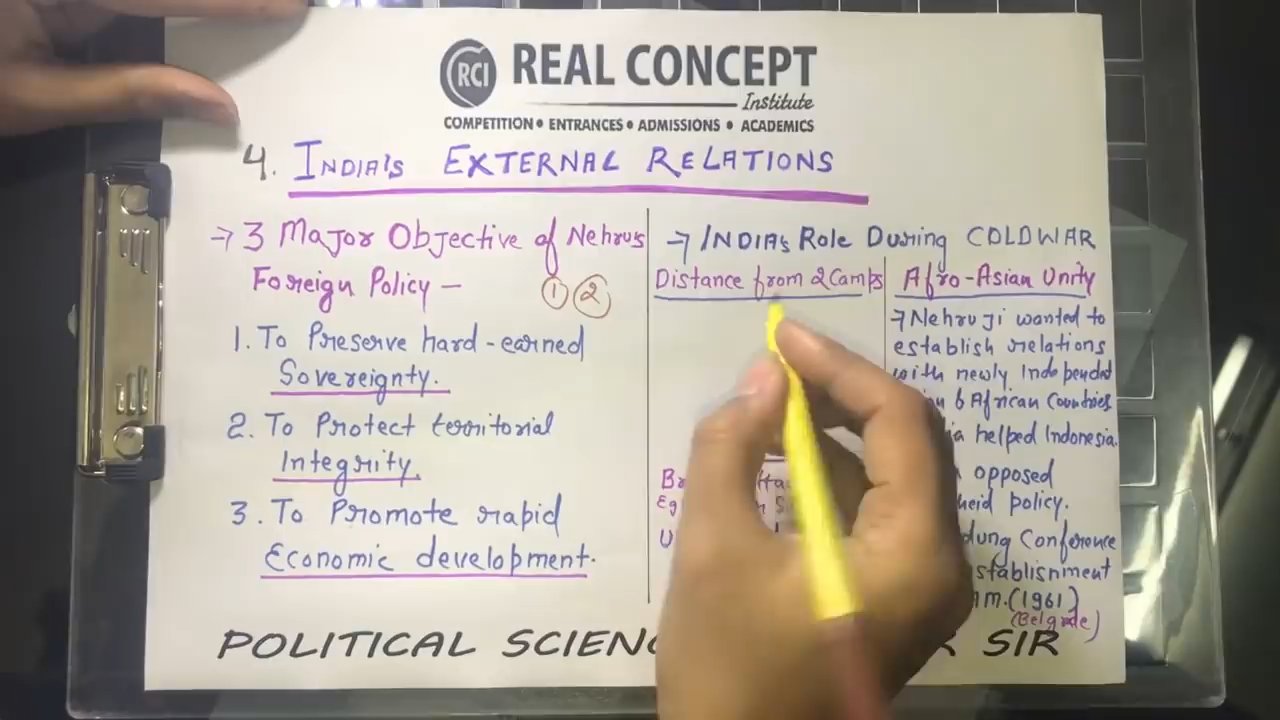 RCI
REAL CONCEPT
Institute
COMPETITION • ENTRANCES • ADMISSIONS • ACADEMICS
4. INDIA'S EXTERNAL RELATIONS
→ 3 Major Objective of Nehru's
Foreign Policy —
① ②
1. To Preserve hard-earned
Sovereignty.
2. To Protect territorial
Integrity.
3. To Promote rapid
Economic development.
→ INDIA's Role During COLDWAR
Distance from 2 Camps
Afro-Asian Unity
→ Nehru Ji wanted to
establish relations
with newly Independent
African Countries
helped Indonesia.
opposed
policy.
Conference
(1961)
(Belgrade)
POLITICAL SIR